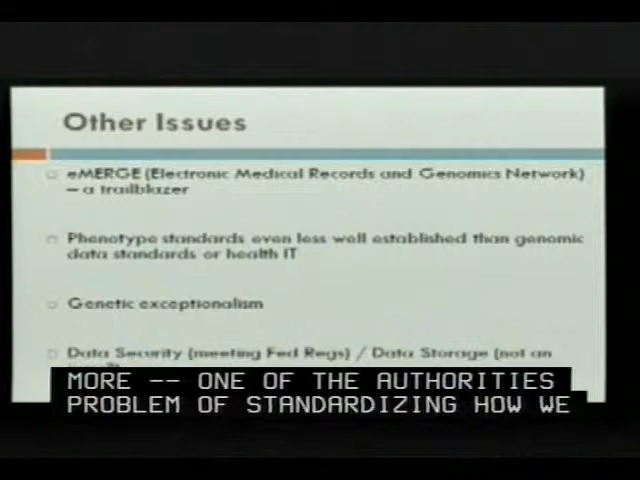 Other Issues
eMERGE (Electronic Medical Records and Genomics Network)
– a trailblazer
Phenotype standards even less well established than genomic
data standards or health IT
Genetic exceptionalism
Data Security (meeting Fed Regs) / Data Storage (not an
MORE -- ONE OF THE AUTHORITIES
PROBLEM OF STANDARDIZING HOW WE